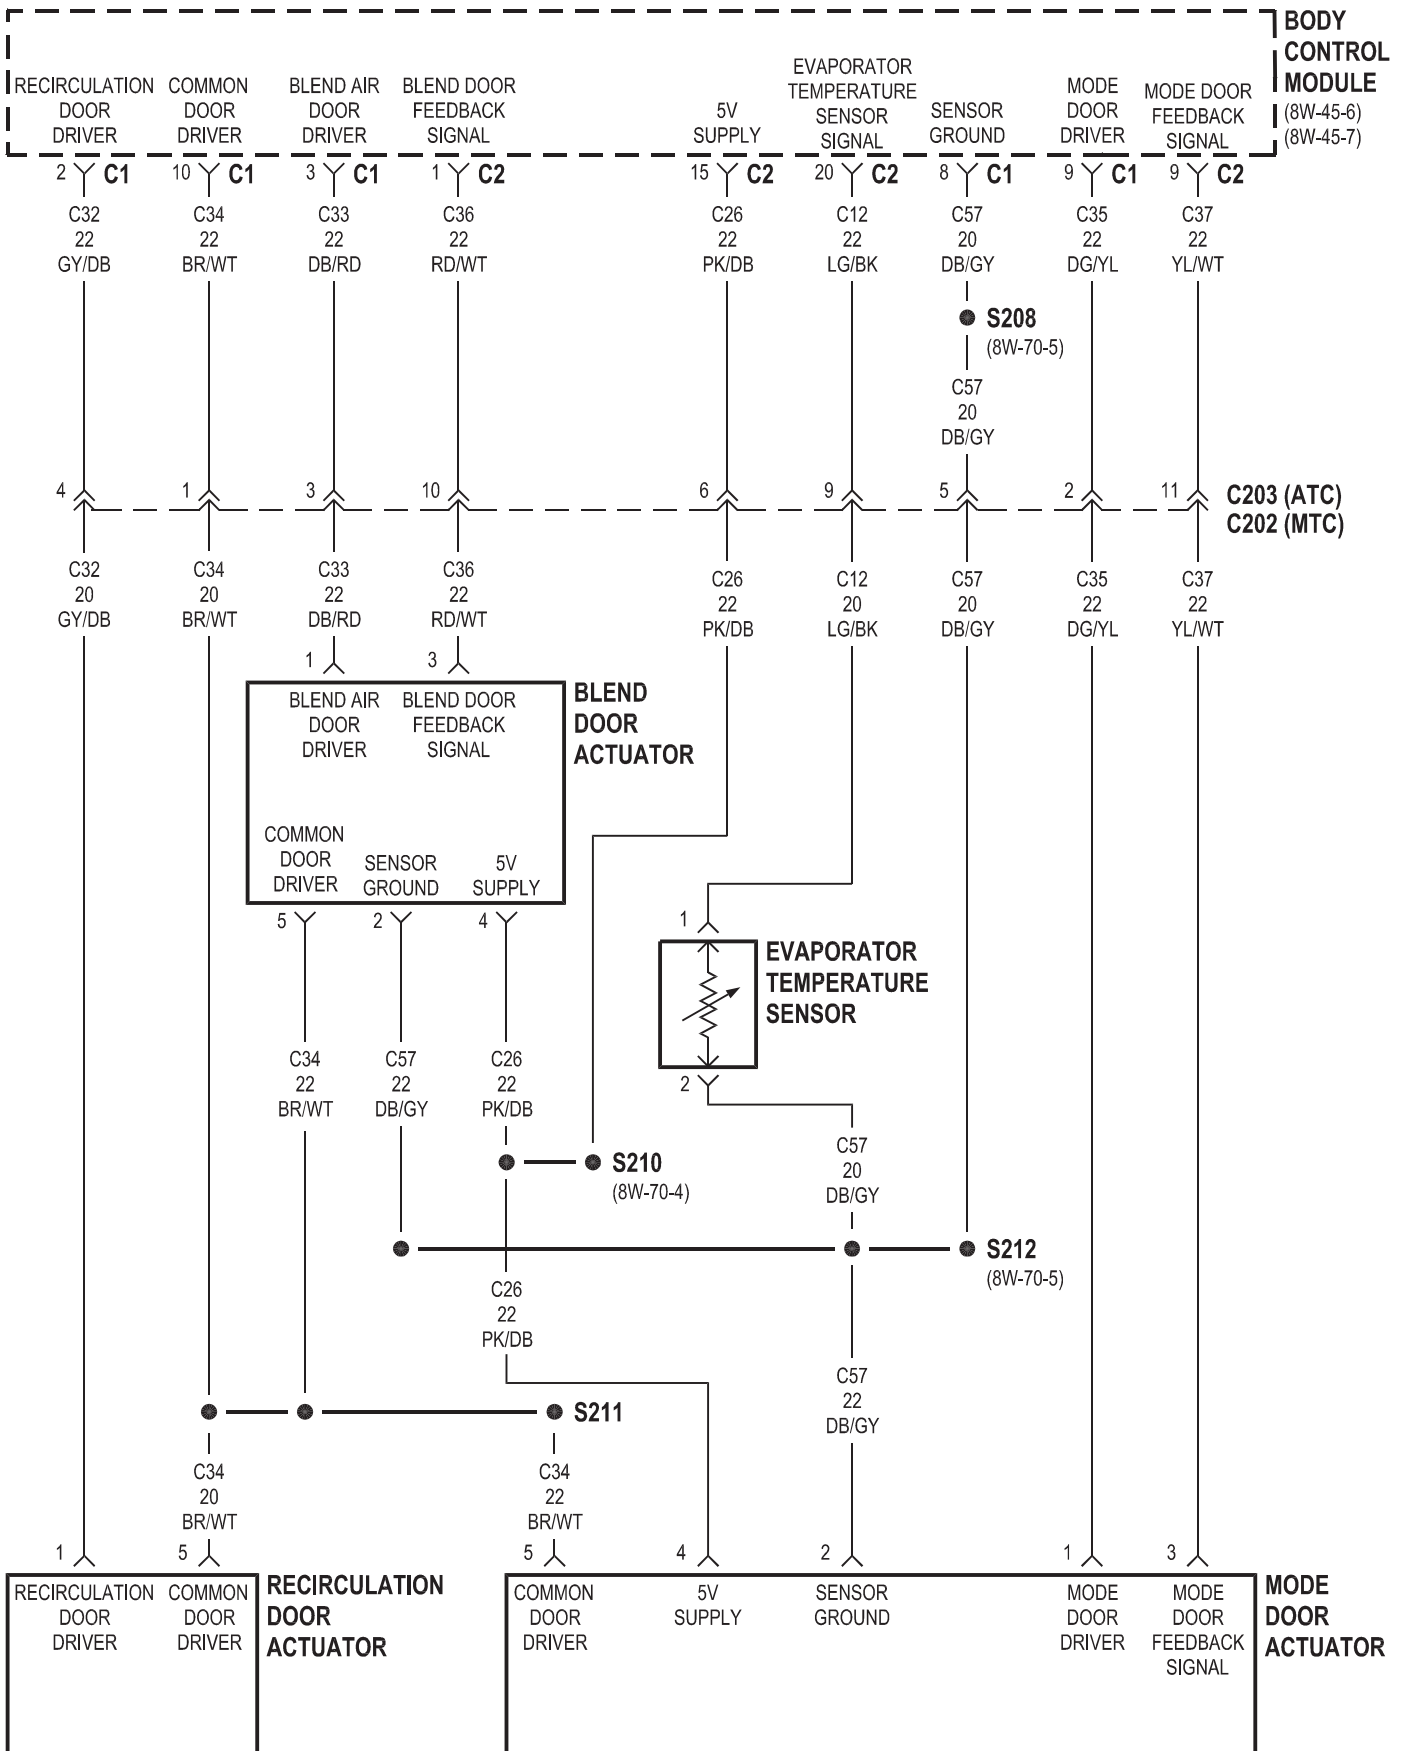 BODY
CONTROL
MODULE
(8W-45-6)
(8W-45-7)
RECIRCULATION
DOOR
DRIVER
COMMON
DOOR
DRIVER
BLEND AIR
DOOR
DRIVER
BLEND DOOR
FEEDBACK
SIGNAL
5V
SUPPLY
EVAPORATOR
TEMPERATURE
SENSOR
SIGNAL
SENSOR
GROUND
MODE
DOOR
DRIVER
MODE DOOR
FEEDBACK
SIGNAL
2 C1
10 C1
3 C1
1 C2
15 C2
20 C2
8 C1
9 C1
9 C2
C32
22
GY/DB
C34
22
BR/WT
C33
22
DB/RD
C36
22
RD/WT
C26
22
PK/DB
C12
22
LG/BK
C57
20
DB/GY
C35
22
DG/YL
C37
22
YL/WT
S208
(8W-70-5)
C57
20
DB/GY
4
1
3
10
6
9
5
2
11
C203 (ATC)
C202 (MTC)
C32
20
GY/DB
C34
20
BR/WT
C33
22
DB/RD
C36
22
RD/WT
C26
22
PK/DB
C12
20
LG/BK
C57
20
DB/GY
C35
22
DG/YL
C37
22
YL/WT
1
3
BLEND AIR
DOOR
DRIVER
BLEND DOOR
FEEDBACK
SIGNAL
BLEND
DOOR
ACTUATOR
COMMON
DOOR
DRIVER
SENSOR
GROUND
5V
SUPPLY
5
2
4
1
EVAPORATOR
TEMPERATURE
SENSOR
2
C34
22
BR/WT
C57
22
DB/GY
C26
22
PK/DB
S210
(8W-70-4)
C57
20
DB/GY
S212
(8W-70-5)
C26
22
PK/DB
C57
22
DB/GY
S211
C34
20
BR/WT
C34
22
BR/WT
1
5
5
4
2
1
3
RECIRCULATION
DOOR
DRIVER
COMMON
DOOR
DRIVER
RECIRCULATION
DOOR
ACTUATOR
COMMON
DOOR
DRIVER
5V
SUPPLY
SENSOR
GROUND
MODE
DOOR
DRIVER
MODE
DOOR
FEEDBACK
SIGNAL
MODE
DOOR
ACTUATOR